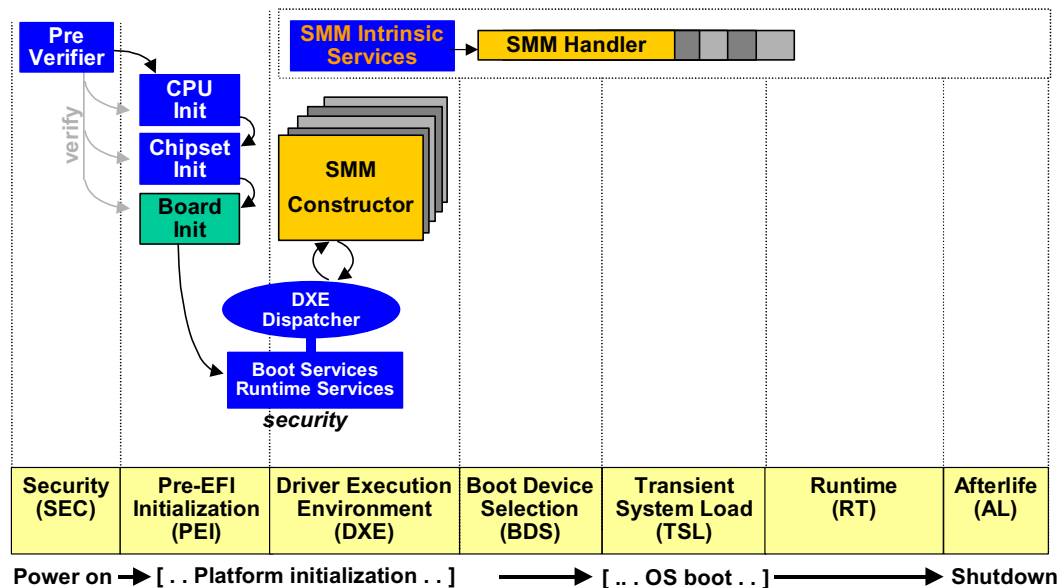 Pre
Verifier
SMM Intrinsic
Services
SMM Handler
CPU
Init
verify
Chipset
Init
Board
Init
SMM
Constructor
DXE
Dispatcher
Boot Services
Runtime Services
security
Security
(SEC)
Pre-EFI
Initialization
(PEI)
Driver Execution
Environment
(DXE)
Boot Device
Selection
(BDS)
Transient
System Load
(TSL)
Runtime
(RT)
Afterlife
(AL)
Power on [ . . Platform initialization . . ] [ ... . OS boot . . ] Shutdown